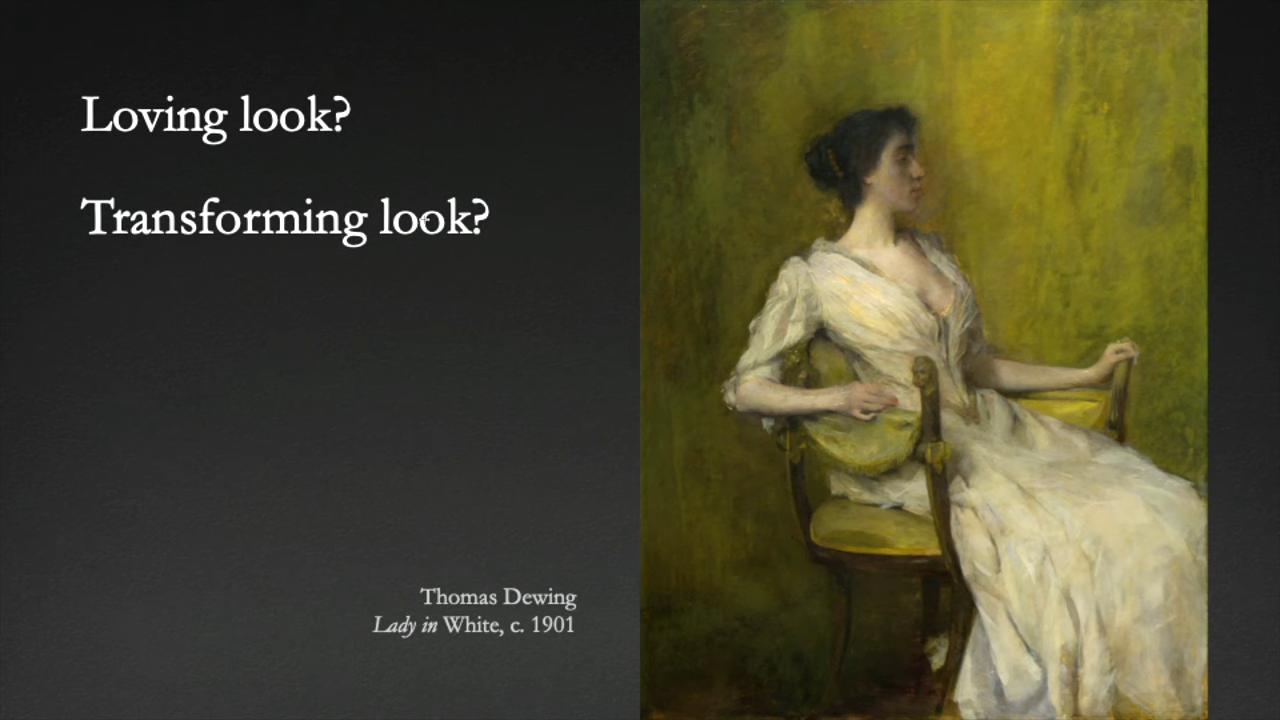 Loving look?
Transforming look?
Thomas Dewing
Lady in White, c. 1901